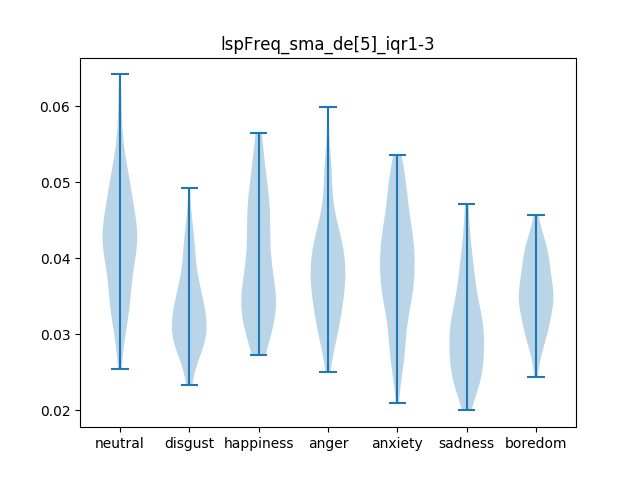 lspFreq_sma_de[5]_iqr1-3
0.06
0.05
0.04
0.03
0.02
neutral disgust happiness anger anxiety sadness boredom